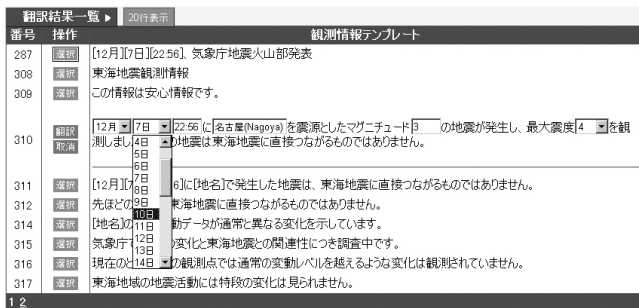 翻訳結果一覧 ▶ 20行表示
番号 操作 観測情報テンプレート
287 選択 [12月][7日][22:56]、気象庁地震火山部発表
308 選択 東海地震観測情報
309 選択 この情報は安心情報です。
310 翻訳 取消 12月 7日 22:56 に 名古屋(Nagoya) を震源としたマグニチュード 3 の地震が発生し、最大震度 4 を観
測しまし の地震は東海地震に直接つながるものではありません。
4日
5日
6日
7日
8日
9日
10日
11日
12日
13日
14日
311 選択 [12月][7 6]に[地名]で発生した地震は、東海地震に直接つながるものではありません。
312 選択 先ほどの 東海地震に直接つながるものではありません。
314 選択 [地名]の 動データが通常と異なる変化を示しています。
315 選択 気象庁 の変化と東海地震との関連性につき調査中です。
316 選択 現在のと の観測点では通常の変動レベルを越えるような変化は観測されていません。
317 選択 東海地域の地震活動には特段の変化は見られません。
1 2